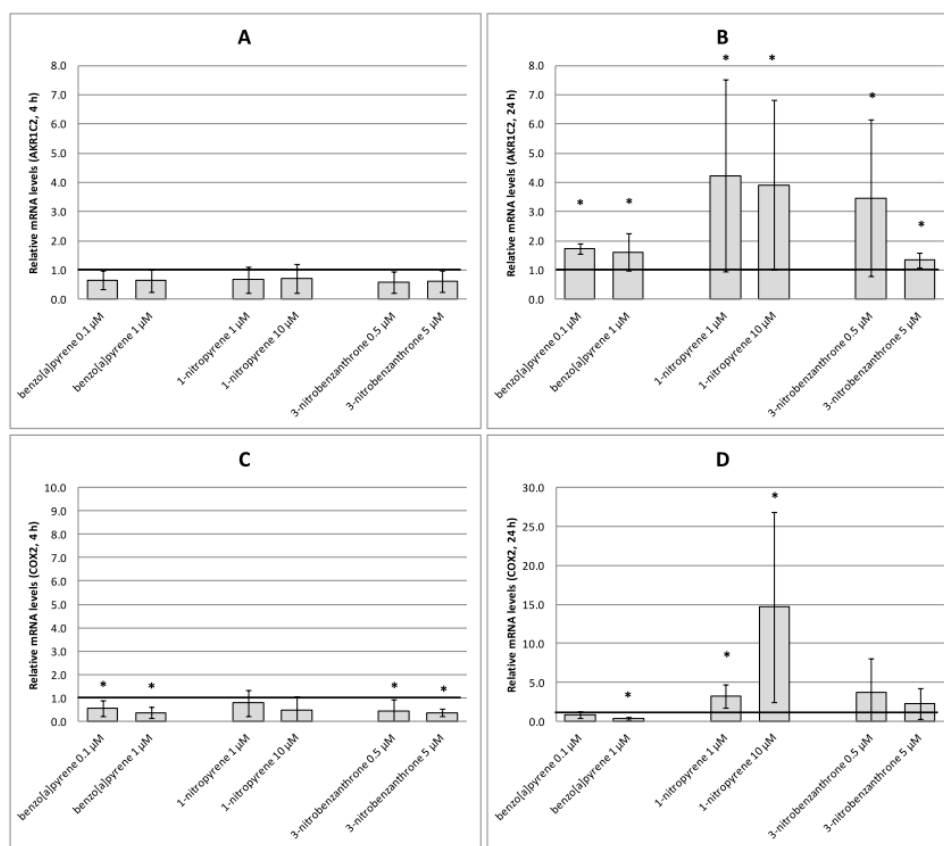 A
Relative mRNA levels (AKR1C2, 4 h)
8.0
7.0
6.0
5.0
4.0
3.0
2.0
1.0
0.0
benzo[a]pyrene 0.1 µM
benzo[a]pyrene 1 µM
1-nitropyrene 1 µM
1-nitropyrene 10 µM
3-nitrobenzanthrone 0.5 µM
3-nitrobenzanthrone 5 µM
B
Relative mRNA levels (AKR1C2, 24 h)
8.0
7.0
6.0
5.0
4.0
3.0
2.0
1.0
0.0
* * * * * *
benzo[a]pyrene 0.1 µM
benzo[a]pyrene 1 µM
1-nitropyrene 1 µM
1-nitropyrene 10 µM
3-nitrobenzanthrone 0.5 µM
3-nitrobenzanthrone 5 µM
C
Relative mRNA levels (COX2, 4 h)
10.0
9.0
8.0
7.0
6.0
5.0
4.0
3.0
2.0
1.0
0.0
* * * *
benzo[a]pyrene 0.1 µM
benzo[a]pyrene 1 µM
1-nitropyrene 1 µM
1-nitropyrene 10 µM
3-nitrobenzanthrone 0.5 µM
3-nitrobenzanthrone 5 µM
D
Relative mRNA levels (COX2, 24 h)
30.0
25.0
20.0
15.0
10.0
5.0
0.0
* * *
benzo[a]pyrene 0.1 µM
benzo[a]pyrene 1 µM
1-nitropyrene 1 µM
1-nitropyrene 10 µM
3-nitrobenzanthrone 0.5 µM
3-nitrobenzanthrone 5 µM